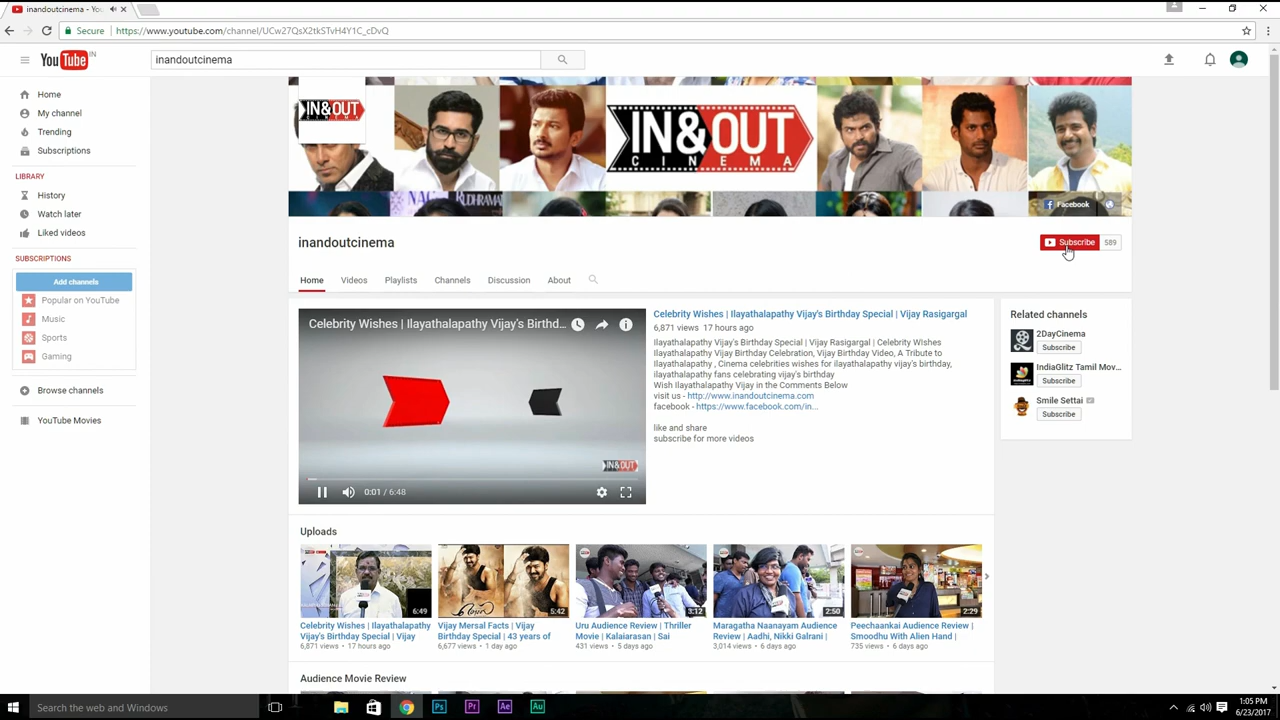 inandoutcinema - Yo
Secure
https://www.youtube.com/channel/UCw27QsX2tkSTvH4Y1C_cDvQ
YouTube IN
inandoutcinema
Home
My channel
Trending
Subscriptions
LIBRARY
History
Watch later
Liked videos
SUBSCRIPTIONS
Add channels
Popular on YouTube
Music
Sports
Gaming
Browse channels
YouTube Movies
IN&OUT
IN&OUT
CINEMA
Facebook
inandoutcinema
Subscribe 589
Home Videos Playlists Channels Discussion About
Celebrity Wishes | Ilayathalapathy Vijay's Birthd...
IN&OUT
0:01 / 6:48
Celebrity Wishes | Ilayathalapathy Vijay's Birthday Special | Vijay Rasigargal
6,871 views 17 hours ago
Ilayathalapathy Vijay's Birthday Special | Vijay Rasigargal | Celebrity WIshes
Ilayathalapathy Vijay Birthday Celebration, Vijay Birthday Video, A Tribute to
ilayathalapathy , Cinema celebrities wishes for ilayathalapathy vijay's birthday,
ilayathalapathy fans celebrating vijay's birthday
Wish Ilayathalapathy Vijay in the Comments Below
visit us - http://www.inandoutcinema.com
facebook - https://www.facebook.com/in...
like and share
subscribe for more videos
Related channels
2DayCinema
Subscribe
IndiaGlitz Tamil Mov...
Subscribe
Smile Settai
Subscribe
Uploads
6:49
Celebrity Wishes | Ilayathalapathy
Vijay's Birthday Special | Vijay
6,871 views • 17 hours ago
5:42
Vijay Mersal Facts | Vijay
Birthday Special | 43 years of
6,677 views • 1 day ago
3:12
Uru Audience Review | Thriller
Movie | Kalaiarasan | Sai
431 views • 5 days ago
2:50
Maragatha Naanayam Audience
Review | Aadhi, Nikki Galrani |
3,014 views • 6 days ago
2:29
Peechaankai Audience Review |
Smoodhu With Alien Hand |
735 views • 6 days ago
Audience Movie Review
Search the web and Windows
Ps Pr Ae Au
1:05 PM
6/23/2017